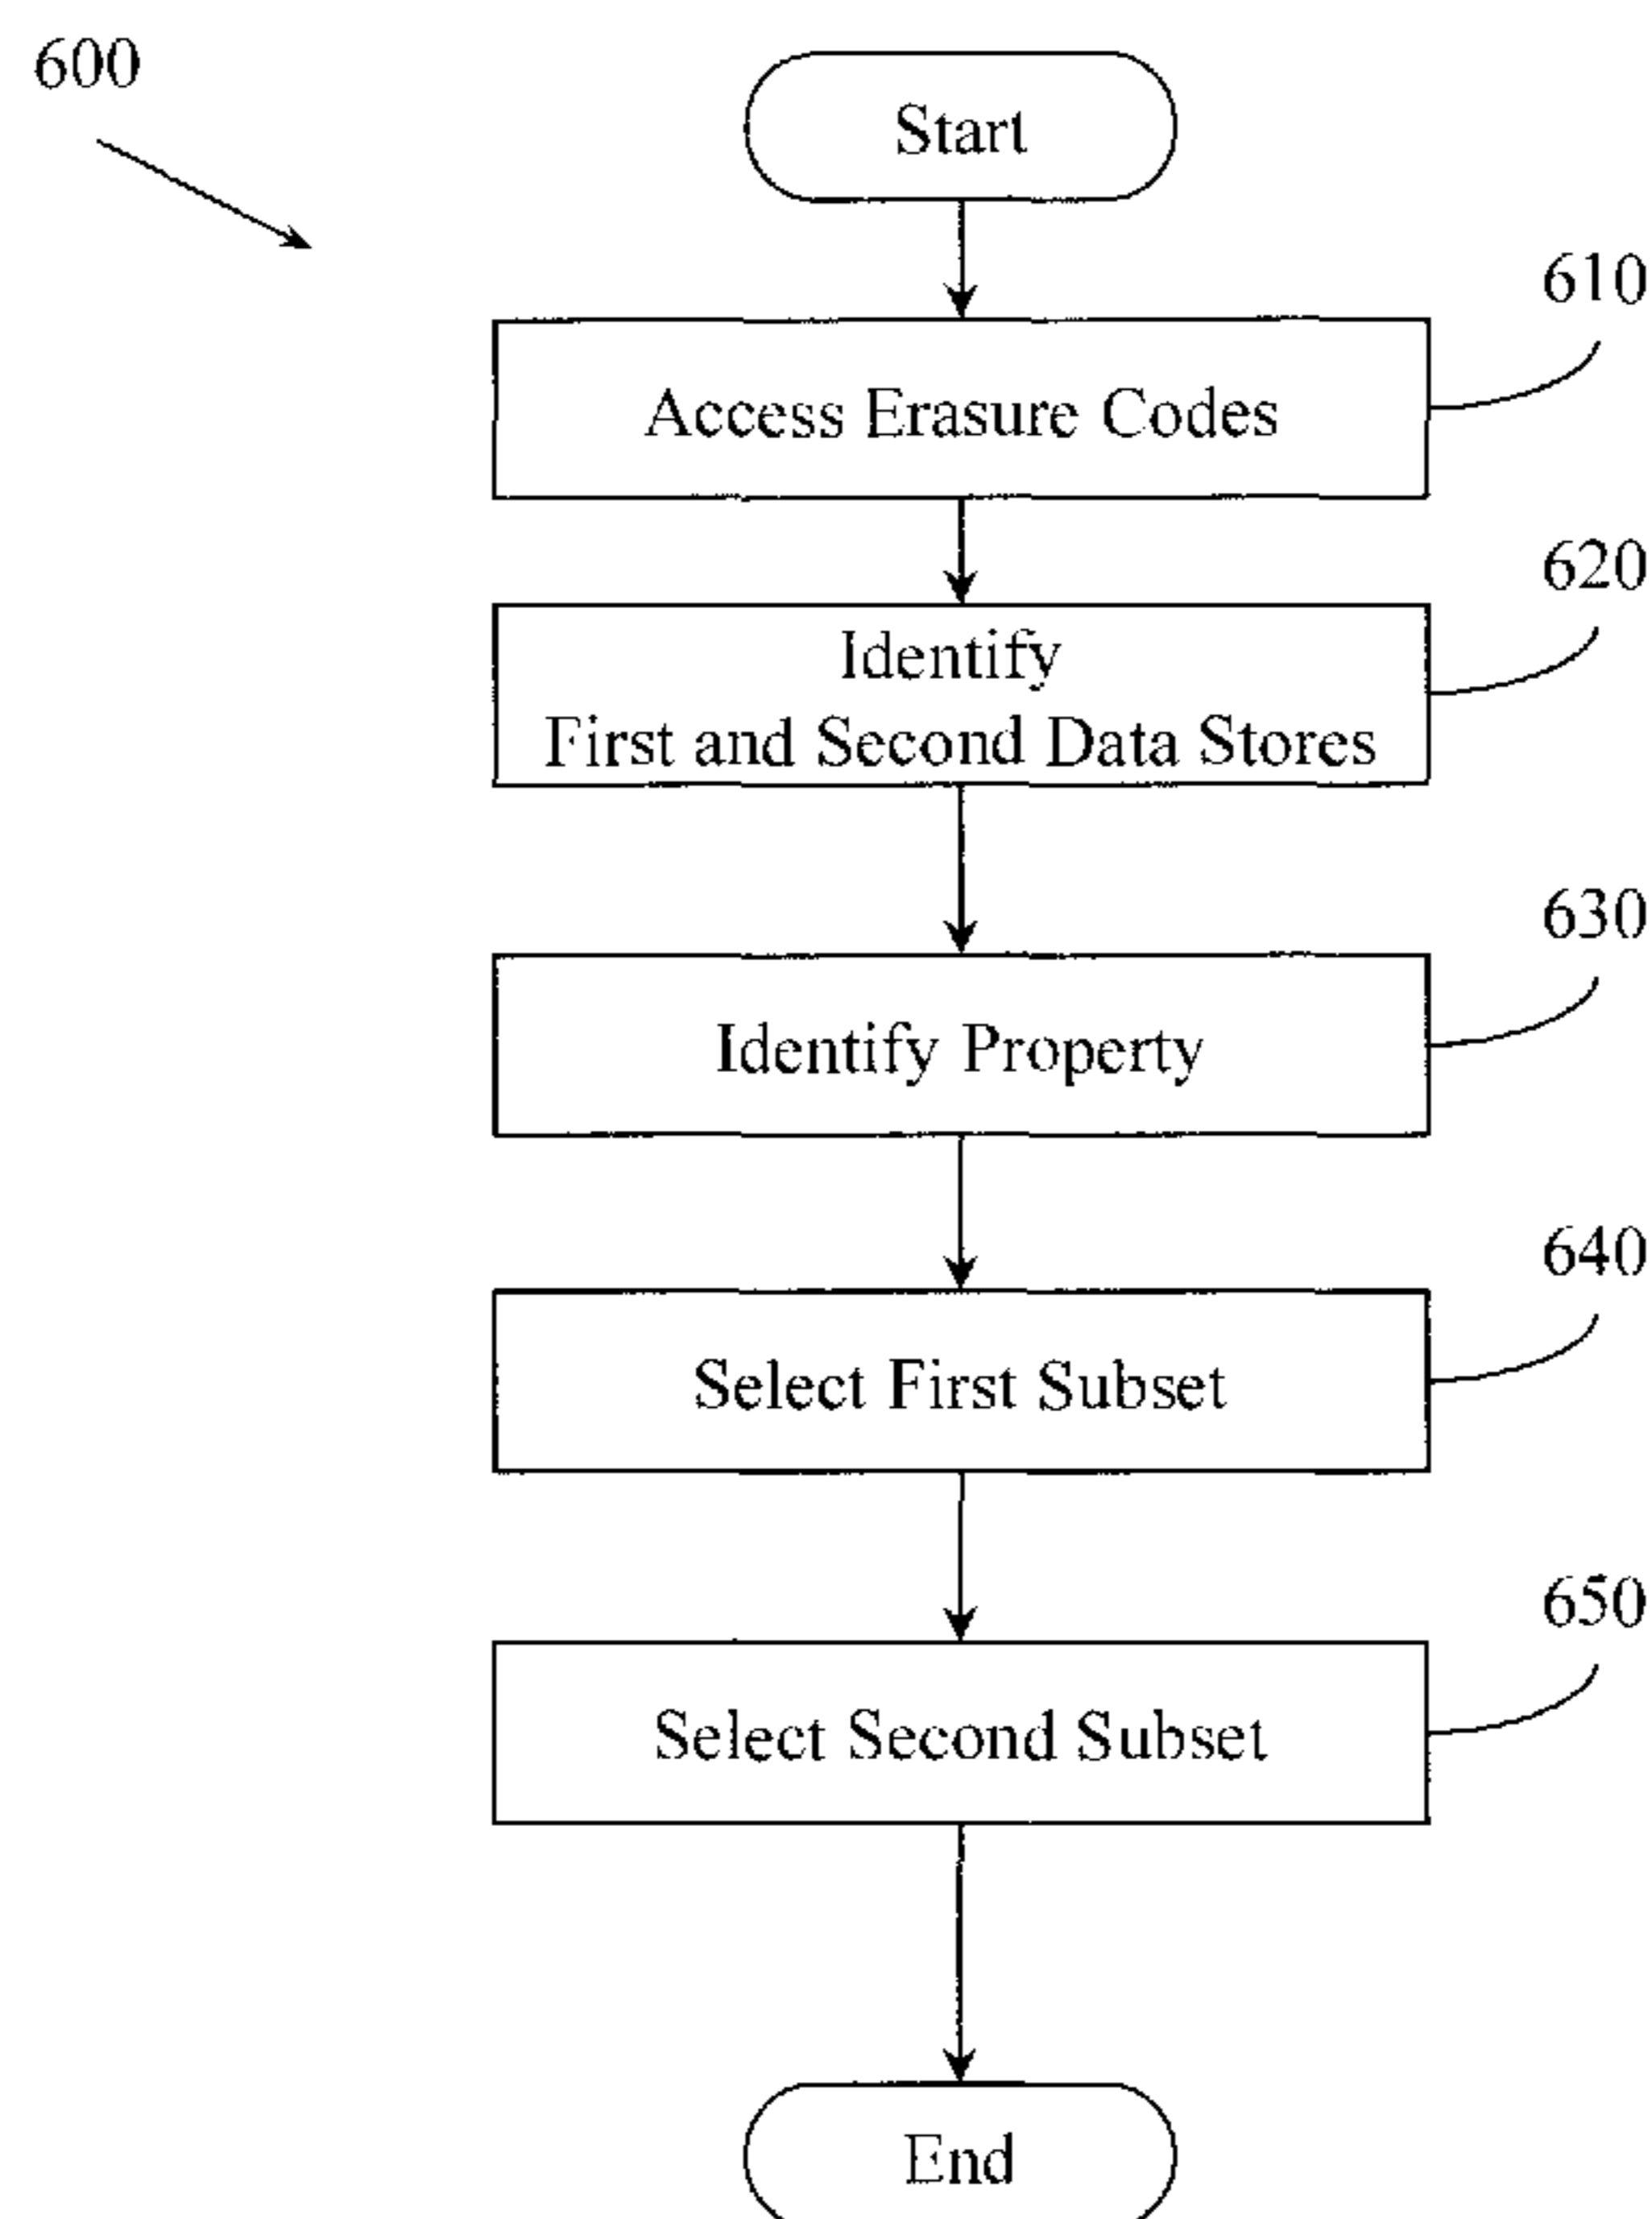 600
Start
610
Access Erasure Codes
620
Identify
First and Second Data Stores
630
Identify Property
640
Select First Subset
650
Select Second Subset
End